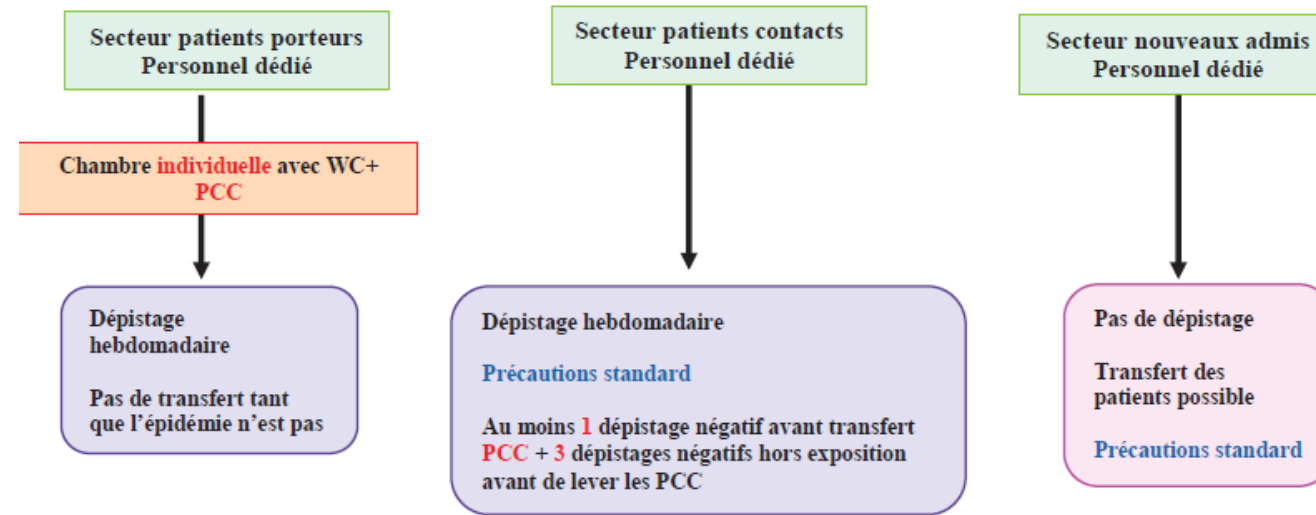 Secteur patients porteurs
Personnel dédié
Chambre individuelle avec WC+
PCC
Dépistage
hebdomadaire
Pas de transfert tant
que l'épidémie n'est pas
Secteur patients contacts
Personnel dédié
Dépistage hebdomadaire
Précautions standard
Au moins 1 dépistage négatif avant transfert
PCC + 3 dépistages négatifs hors exposition
avant de lever les PCC
Secteur nouveaux admis
Personnel dédié
Pas de dépistage
Transfert des
patients possible
Précautions standard